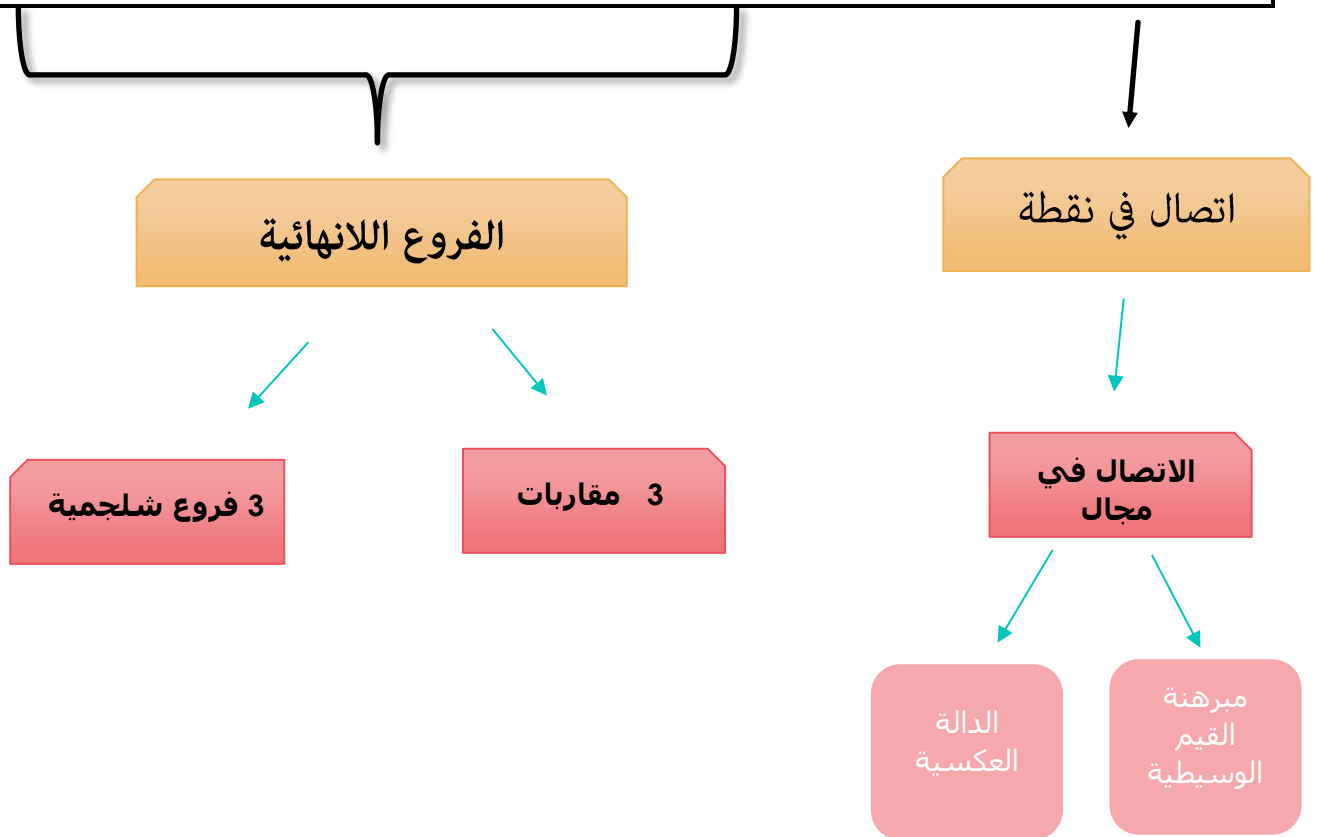 اتصال في نقطة
الفروع اللانهائية
الاتصال في
مجال
3 مقاربات
3 فروع شلجمية
مبرهنة
القيم
الوسيطية
الدالة
العكسية